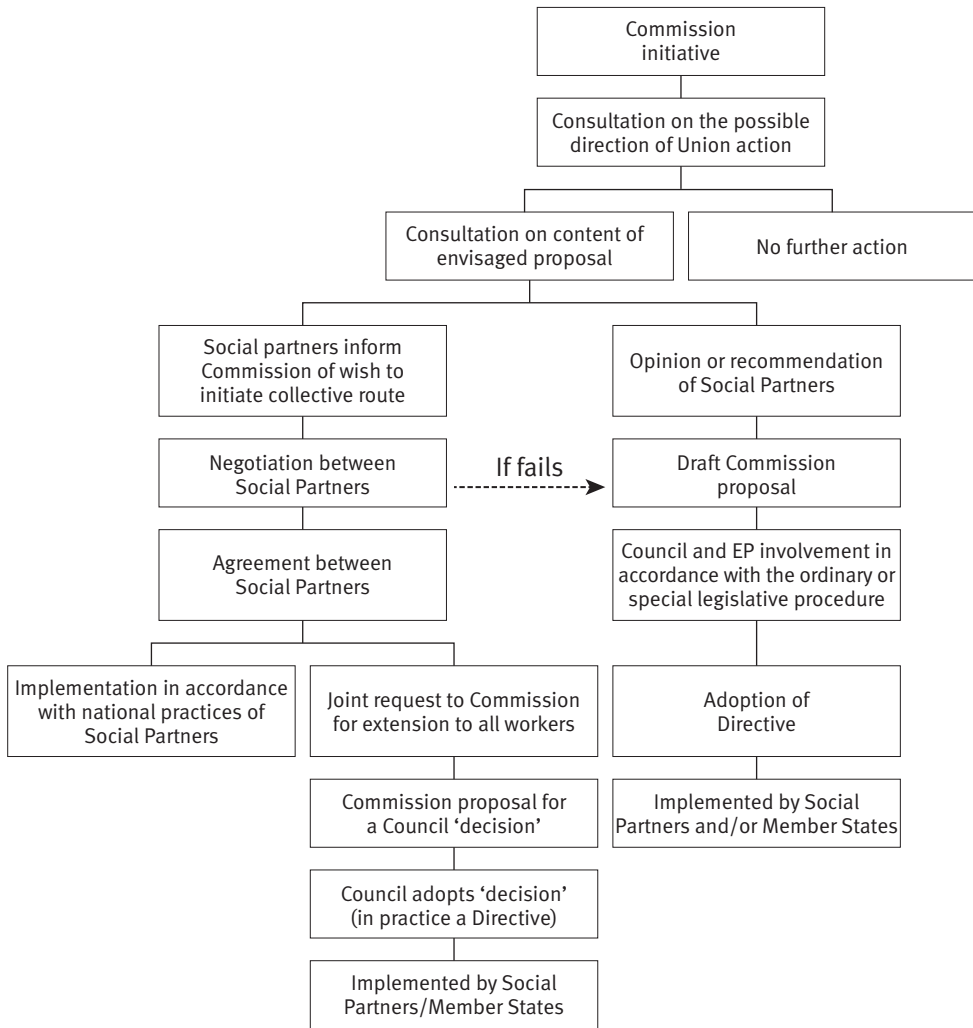 Commission
initiative
Consultation on the possible
direction of Union action
Consultation on content of
envisaged proposal
No further action
Social partners inform
Commission of wish to
initiate collective route
Opinion or recommendation
of Social Partners
Negotiation between
Social Partners
If fails
Draft Commission
proposal
Agreement between
Social Partners
Council and EP involvement in
accordance with the ordinary or
special legislative procedure
Implementation in accordance
with national practices of
Social Partners
Joint request to Commission
for extension to all workers
Adoption of
Directive
Commission proposal for
a Council ‘decision’
Implemented by Social
Partners and/or Member States
Council adopts ‘decision’
(in practice a Directive)
Implemented by Social
Partners/Member States